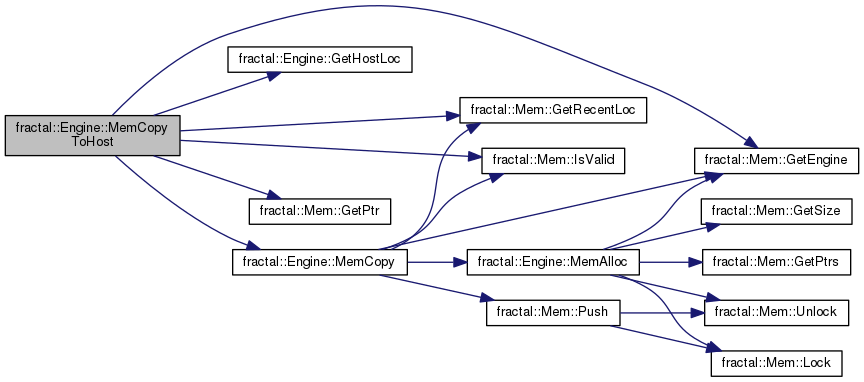 fractal::Engine::MemCopy
ToHost
fractal::Engine::GetHostLoc
fractal::Mem::GetRecentLoc
fractal::Mem::IsValid
fractal::Mem::GetEngine
fractal::Mem::GetPtr
fractal::Mem::GetSize
fractal::Engine::MemCopy
fractal::Engine::MemAlloc
fractal::Mem::GetPtrs
fractal::Mem::Push
fractal::Mem::Unlock
fractal::Mem::Lock